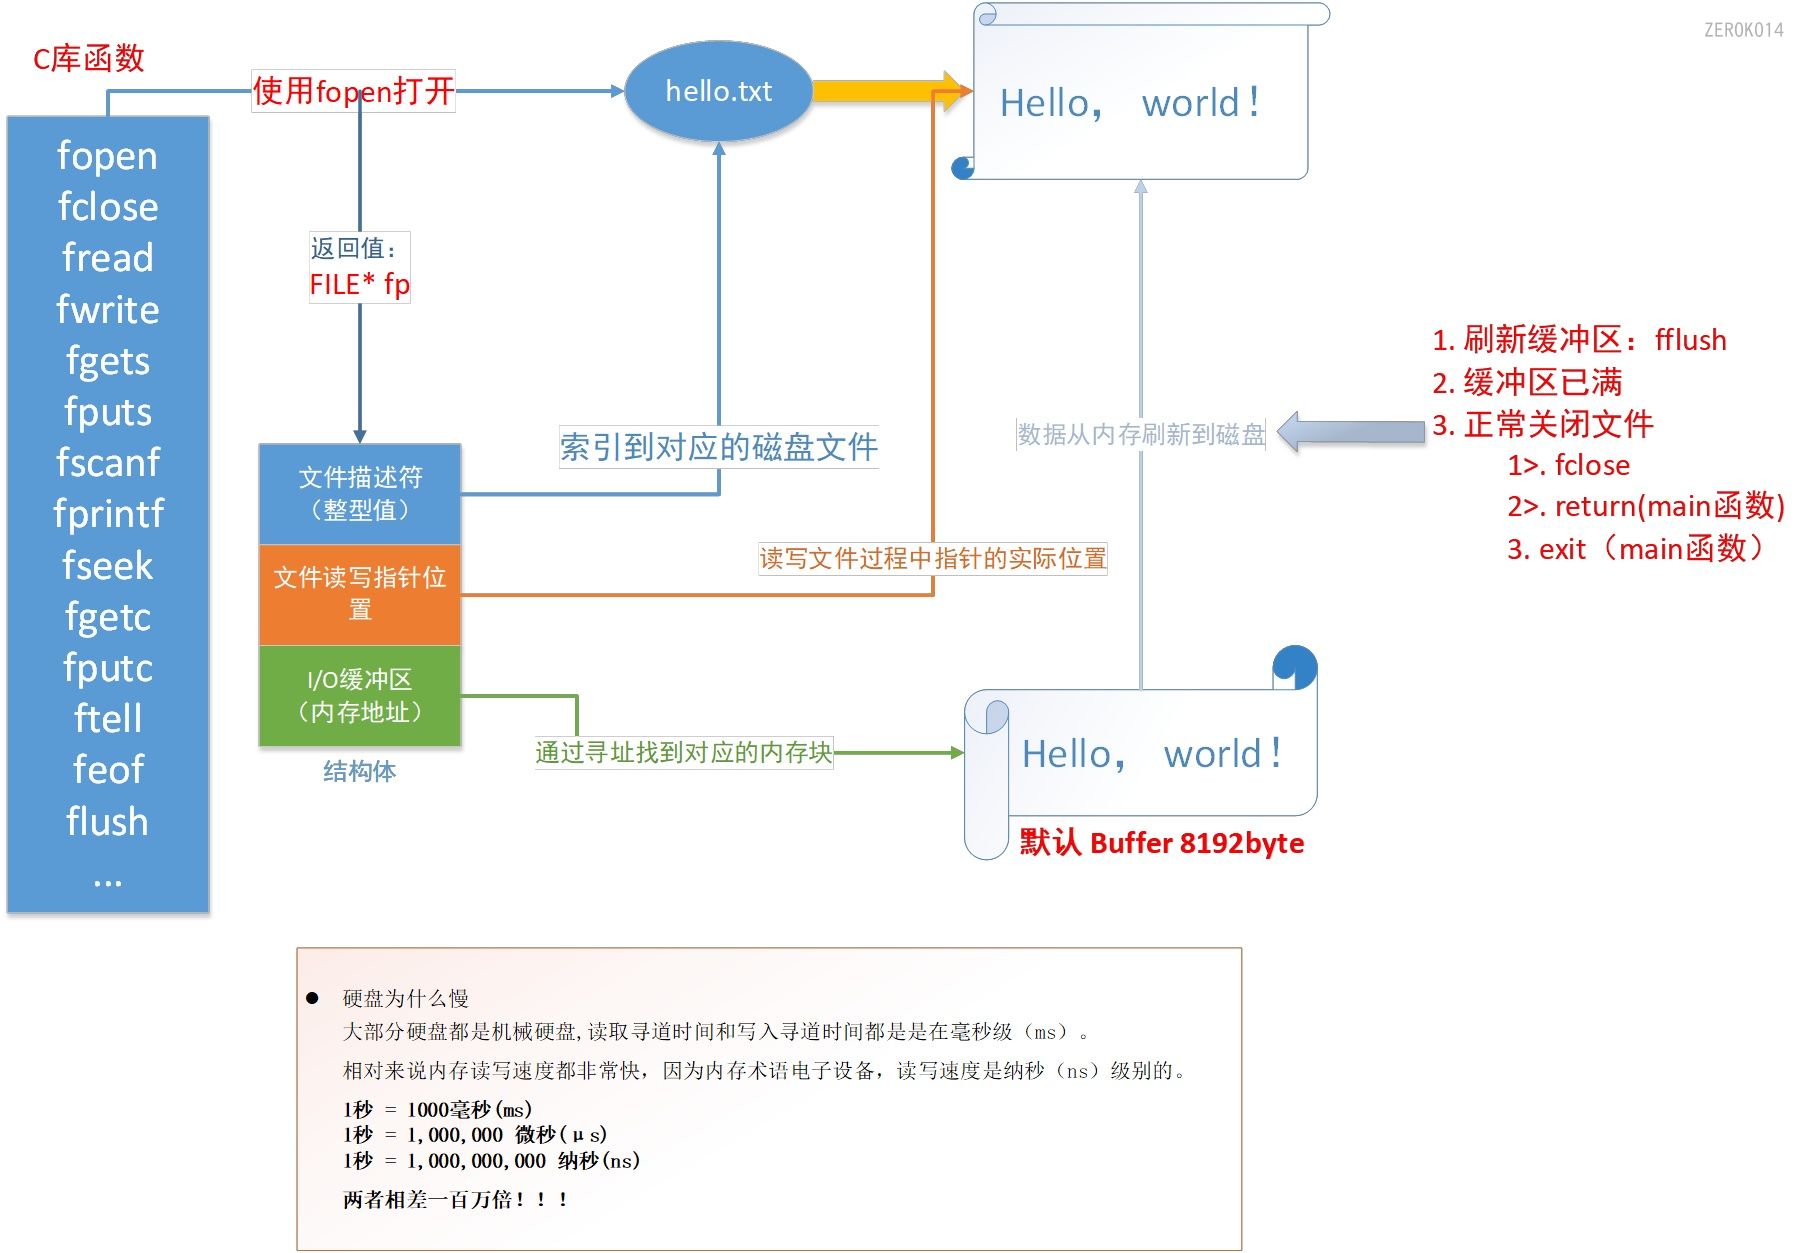 ZEROK014
C库函数
使用fopen打开
hello.txt
Hello， world！
fopen
fclose
fread
fwrite
fgets
fputs
fscanf
fprintf
fseek
fgetc
fputc
ftell
feof
flush
...
返回值：
FILE* fp
文件描述符
（整型值）
文件读写指针位
置
I/O缓冲区
（内存地址）
结构体
索引到对应的磁盘文件
读写文件过程中指针的实际位置
通过寻址找到对应的内存块
数据从内存刷新到磁盘
1. 刷新缓冲区：fflush
2. 缓冲区已满
3. 正常关闭文件
1>. fclose
2>. return(main函数)
3. exit（main函数）
Hello， world！
默认 Buffer 8192byte
● 硬盘为什么慢
大部分硬盘都是机械硬盘,读取寻道时间和写入寻道时间都是是在毫秒级（ms）。
相对来说内存读写速度都非常快，因为内存术语电子设备，读写速度是纳秒（ns）级别的。
1秒 = 1000毫秒(ms)
1秒 = 1,000,000 微秒(μs)
1秒 = 1,000,000,000 纳秒(ns)
两者相差一百万倍！！！